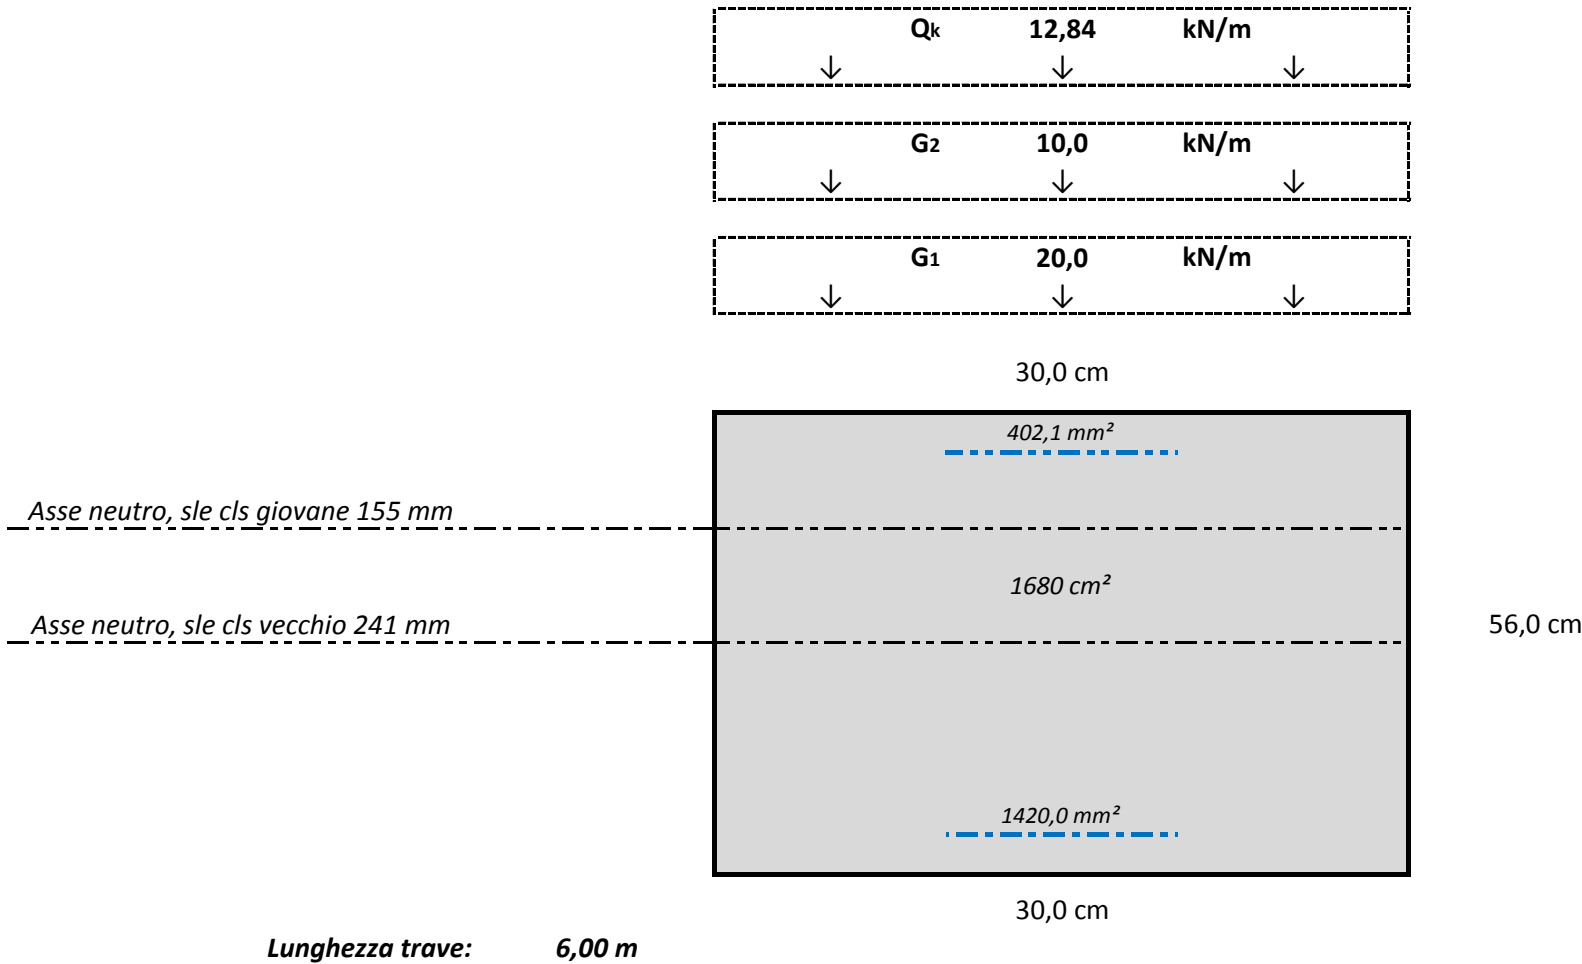 Qk 12,84 kN/m
G2 10,0 kN/m
G1 20,0 kN/m
30,0 cm
402,1 mm²
Asse neutro, sle cls giovane 155 mm
1680 cm²
Asse neutro, sle cls vecchio 241 mm
56,0 cm
1420,0 mm²
30,0 cm
Lunghezza trave: 6,00 m